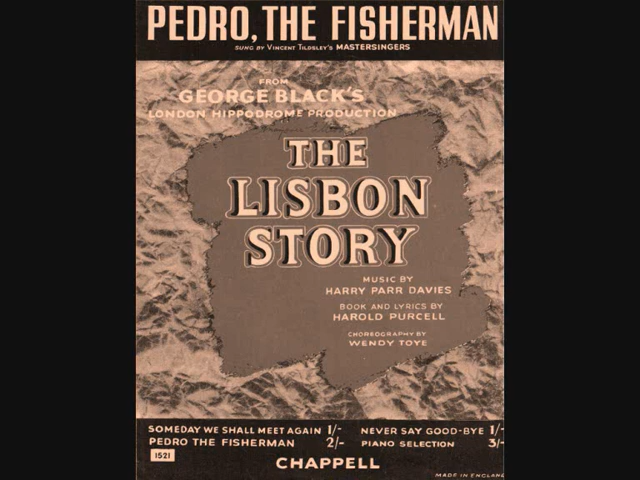 PEDRO, THE FISHERMAN
SUNG BY VINCENT TILDSLEY'S MASTERSINGERS
FROM
GEORGE BLACK'S
LONDON HIPPODROME PRODUCTION
THE
LISBON
STORY
MUSIC BY
HARRY PARR DAVIES
BOOK AND LYRICS BY
HAROLD PURCELL
CHOREOGRAPHY BY
WENDY TOYE
SOMEDAY WE SHALL MEET AGAIN 1/- NEVER SAY GOOD-BYE 1/-
PEDRO THE FISHERMAN 2/- PIANO SELECTION 3/-
1521
CHAPPELL
MADE IN ENGLAND